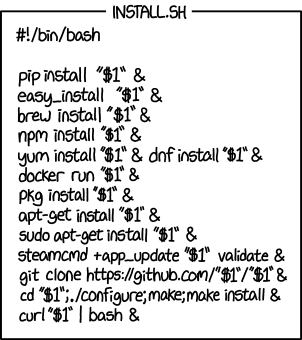 INSTALL.SH
#!/bin/bash
pip install "$1" &
easy_install "$1" &
brew install "$1" &
npm install "$1" &
yum install "$1" & dnf install "$1" &
docker run "$1" &
pkg install "$1" &
apt-get install "$1" &
sudo apt-get install "$1" &
steamcmd +app_update "$1" validate &
git clone https://github.com/"$1"/"$1" &
cd "$1";./configure;make;make install &
curl "$1" | bash &